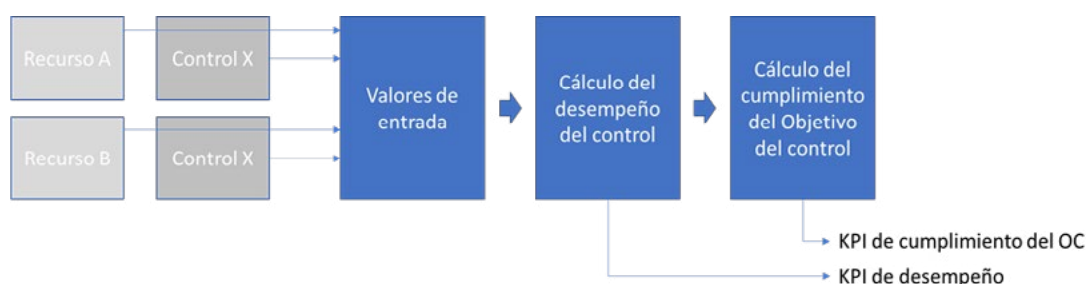 Recurso A
Control X
Recurso B
Control X
Valores de
entrada
Cálculo del
desempeño
del control
Cálculo del
cumplimiento
del Objetivo
del control
KPI de cumplimiento del OC
KPI de desempeño